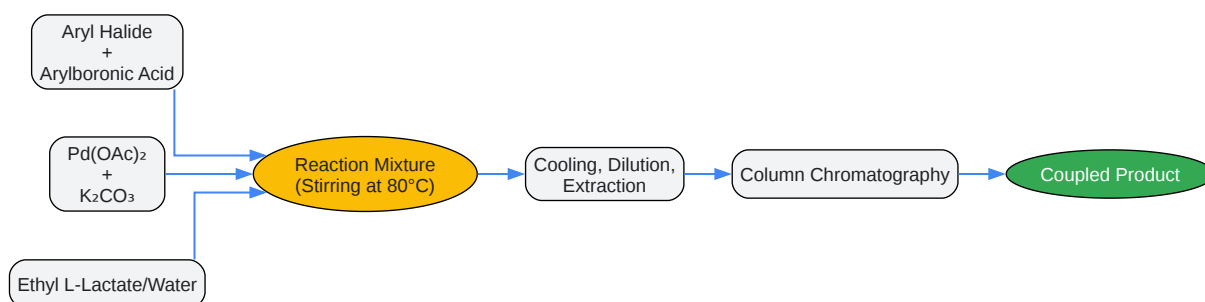 Aryl Halide
+
Arylboronic Acid
Pd(OAc)₂
+
K₂CO₃
Ethyl L-Lactate/Water
Reaction Mixture
(Stirring at 80°C)
Cooling, Dilution,
Extraction
Column Chromatography
Coupled Product